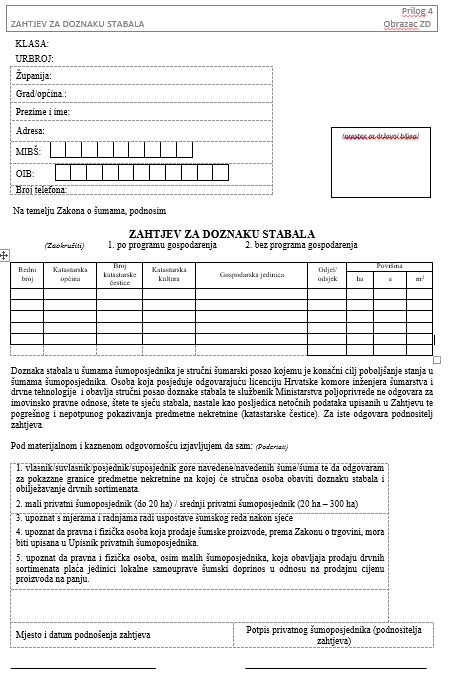 Prilog 4
ZAHTJEV ZA DOZNAKU STABALA Obrazac ZD
KLASA:
URBROJ:
Županija:
Grad/općina.:
Prezime i ime:
Adresa:
(prostor za državni biljeg)
MIBŠ:
OIB:
Broj telefona:
Na temelju Zakona o šumama, podnosim
ZAHTJEV ZA DOZNAKU STABALA
(Zaokružiti) 1. po programu gospodarenja 2. bez programa gospodarenja
Redni broj
Katastarska općina
Broj katastarske čestice
Katastarska kultura
Gospodarska jedinica
Odjel/ odsjek
Površina
ha a m²
Doznaka stabala u šumama šumoposjednika je stručni šumarski posao kojemu je konačni cilj poboljšanje stanja u
šumama šumoposjednika. Osoba koja posjeduje odgovarajuću licenciju Hrvatske komore inženjera šumarstva i
drvne tehnologije i obavlja stručni posao doznake stabala te službenik Ministarstva poljoprivrede ne odgovara za
imovinsko pravne odnose, štete te sječu stabala, nastale kao posljedica netočnih podataka upisanih u Zahtjevu te
pogrešnog i nepotpunog pokazivanja predmetne nekretnine (katastarske čestice). Za iste odgovara podnositelj
zahtjeva.
Pod materijalnom i kaznenom odgovornošću izjavljujem da sam: (Podcrtati)
1. vlasnik/suvlasnik/posjednik/suposjednik gore navedene/navedenih šume/šuma te da odgovaram
za pokazane granice predmetne nekretnine na kojoj će stručna osoba obaviti doznaku stabala i
obilježavanje drvnih sortimenata.
2. mali privatni šumoposjednik (do 20 ha) / srednji privatni šumoposjednik (20 ha – 300 ha)
3. upoznat s mjerama i radnjama radi uspostave šumskog reda nakon sječe
4. upoznat da pravna i fizička osoba koja prodaje šumske proizvode, prema Zakonu o trgovini, mora
biti upisana u Upisnik privatnih šumoposjednika.
5. upoznat da pravna i fizička osoba, osim malih šumoposjednika, koja obavljaja prodaju drvnih
sortimenata plaća jedinici lokalne samouprave šumski doprinos u odnosu na prodajnu cijenu
proizvoda na panju.
Mjesto i datum podnošenja zahtjeva
Potpis privatnog šumoposjednika (podnositelja
zahtjeva)